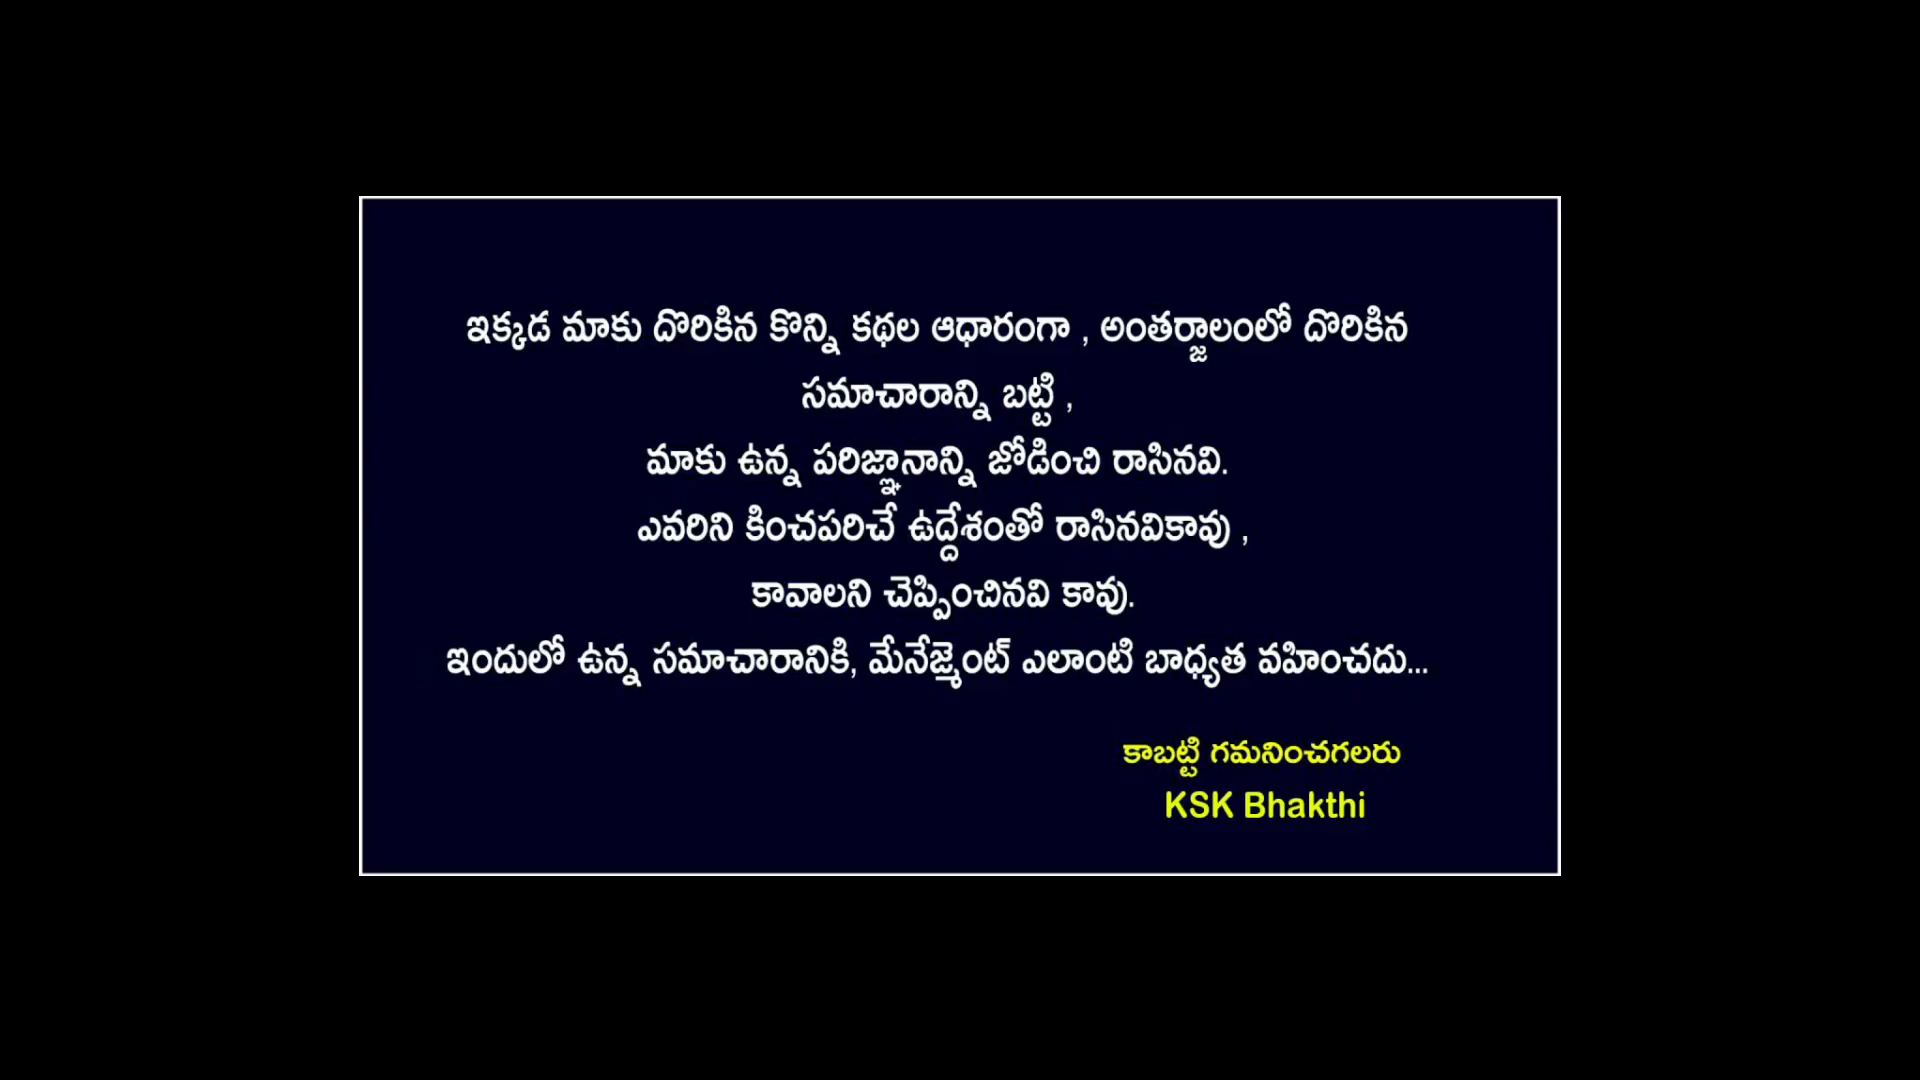 ఇక్కడ మాకు దొరికిన కొన్ని కథల ఆధారంగా , అంతర్జాలంలో దొరికిన
సమాచారాన్ని బట్టి ,
మాకు ఉన్న పరిజ్ఞానాన్ని జోడించి రాసినవి.
ఎవరిని కించపరిచే ఉద్దేశంతో రాసినవికావు ,
కావాలని చెప్పించినవి కావు.
ఇందులో ఉన్న సమాచారానికి, మేనేజ్మెంట్ ఎలాంటి బాధ్యత వహించదు...
కాబట్టి గమనించగలరు
KSK Bhakthi